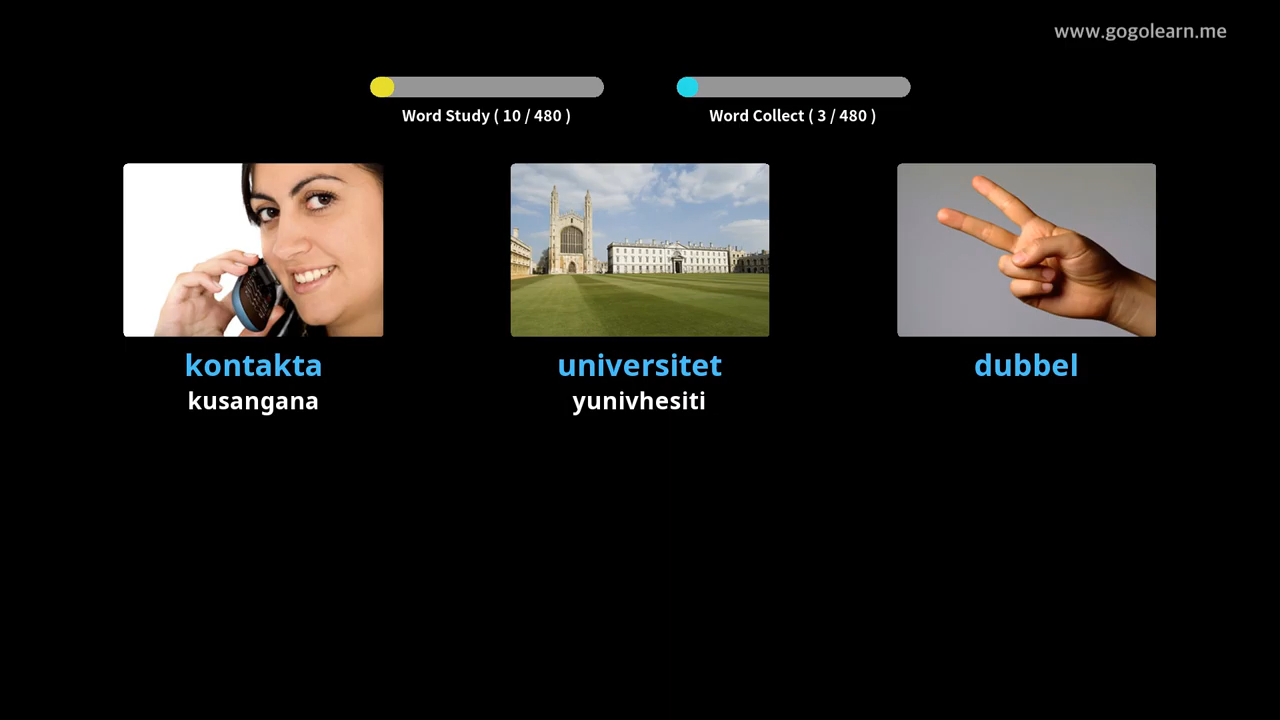 www.gogolearn.me
Word Study ( 10 / 480 )
Word Collect ( 3 / 480 )
kontakta
kusangana
universitet
yunivhesiti
dubbel